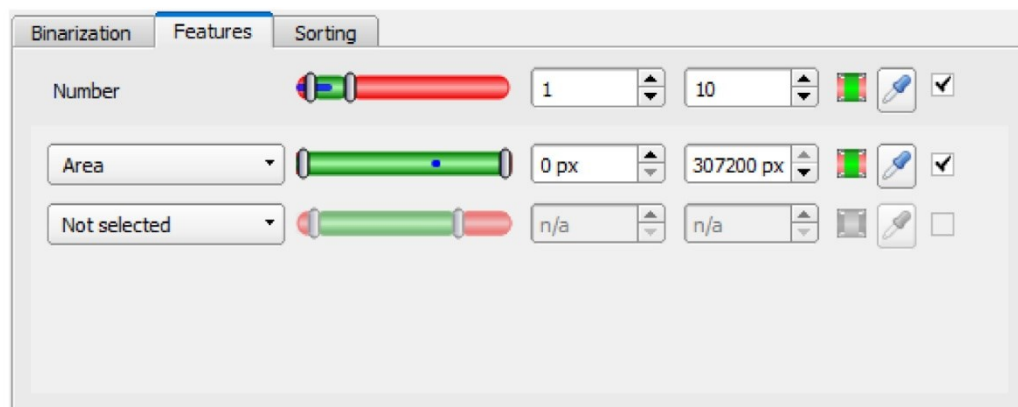 Binarization Features Sorting
Number 1 10
Area 0 px 307200 px
Not selected n/a n/a